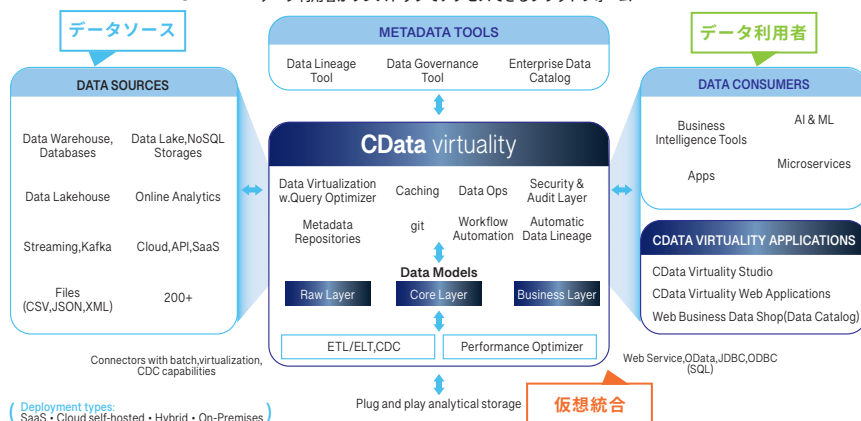 データソース
データ利用者
METADATA TOOLS
Data Lineage
Tool
Data Governance
Tool
Enterprise Data
Catalog
DATA SOURCES
Data Warehouse,
Databases
Data Lake,NoSQL
Storages
Data Lakehouse
Online Analytics
Streaming,Kafka
Cloud,API,SaaS
Files
(CSV,JSON,XML)
200+
Connectors with batch,virtualization,
CDC capabilities
CData virtuality
Data Virtualization
w.Query Optimizer
Caching
Data Ops
Security &
Audit Layer
Metadata
Repositories
git
Workflow
Automation
Automatic
Data Lineage
Data Models
Raw Layer
Core Layer
Business Layer
ETL/ELT,CDC
Performance Optimizer
Plug and play analytical storage
仮想統合
DATA CONSUMERS
Business
Intelligence Tools
AI & ML
Apps
Microservices
CDATA VIRTUALITY APPLICATIONS
CData Virtuality Studio
CData Virtuality Web Applications
Web Business Data Shop(Data Catalog)
Web Service,OData,JDBC,ODBC
(SQL)
Deployment types:
SaaS・Cloud self-hosted・Hybrid・On-Premises